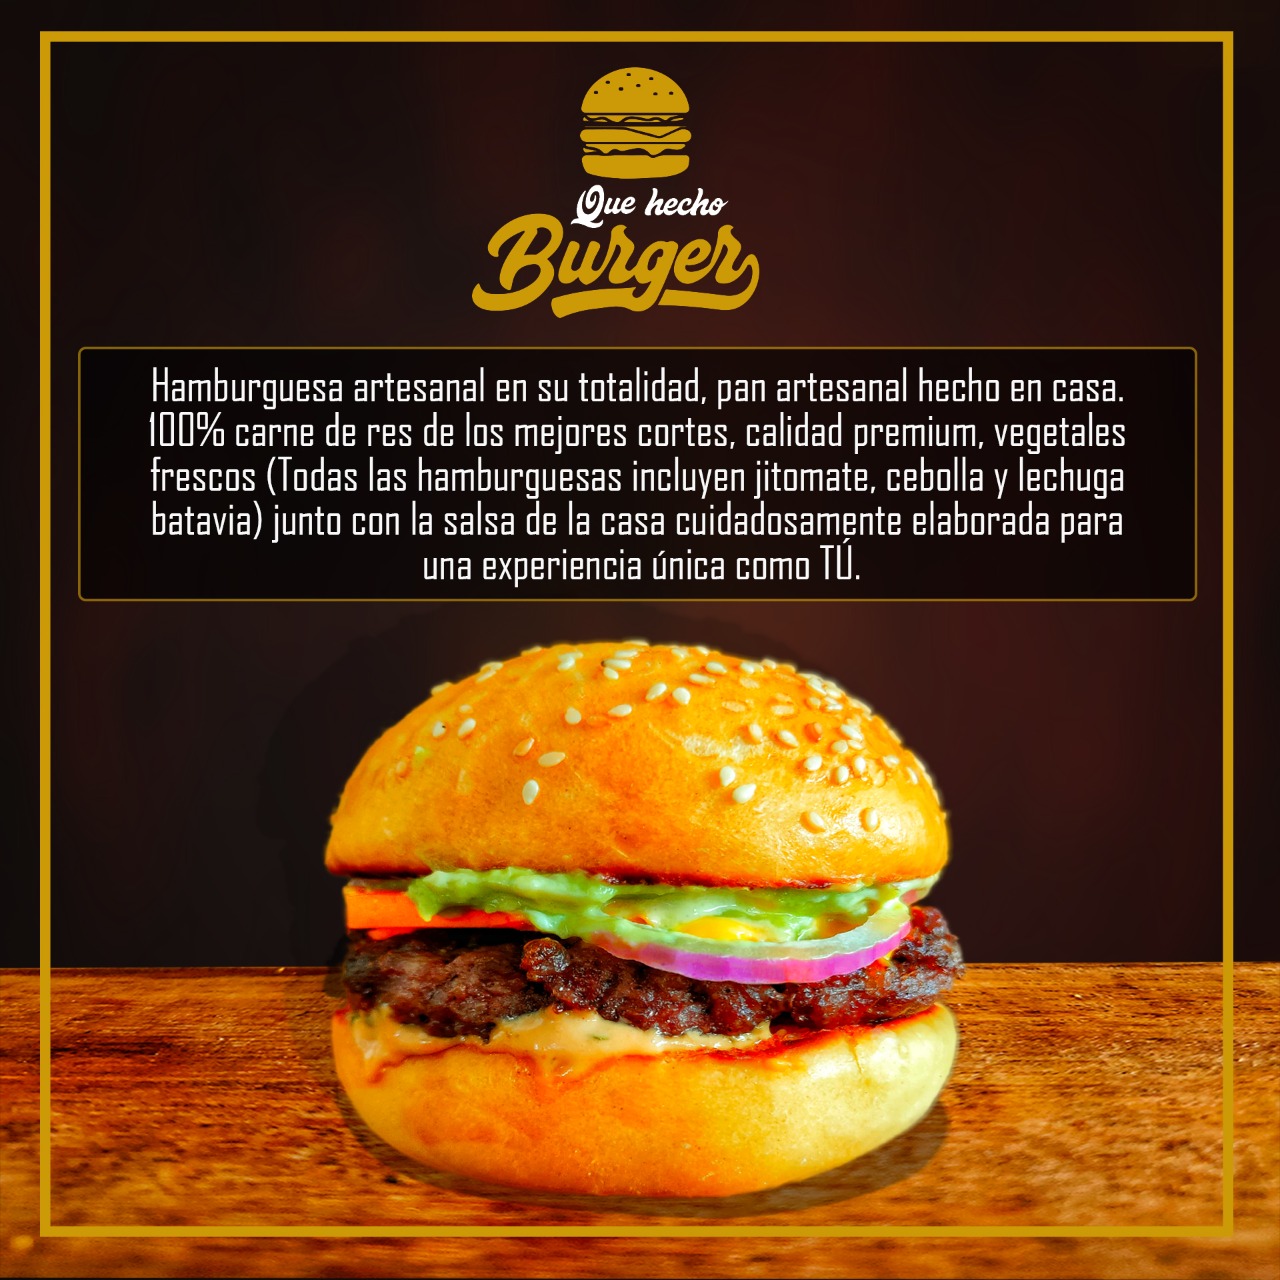 Que hecho
Burger
Hamburguesa artesanal en su totalidad, pan artesanal hecho en casa.
100% carne de res de los mejores cortes, calidad premium, vegetales
frescos (Todas las hamburguesas incluyen jitomate, cebolla y lechuga
batavia) junto con la salsa de la casa cuidadosamente elaborada para
una experiencia única como TÚ.